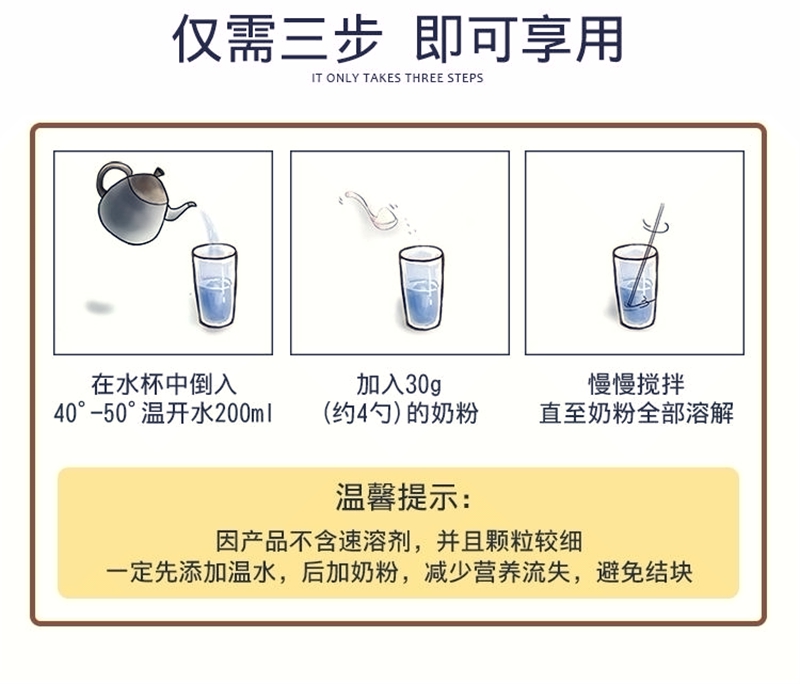 仅需三步 即可享用
IT ONLY TAKES THREE STEPS
在水杯中倒入
40°-50°温开水200ml
加入30g
(约4勺)的奶粉
慢慢搅拌
直至奶粉全部溶解
温馨提示：
因产品不含速溶剂，并且颗粒较细
一定先添加温水，后加奶粉，减少营养流失，避免结块